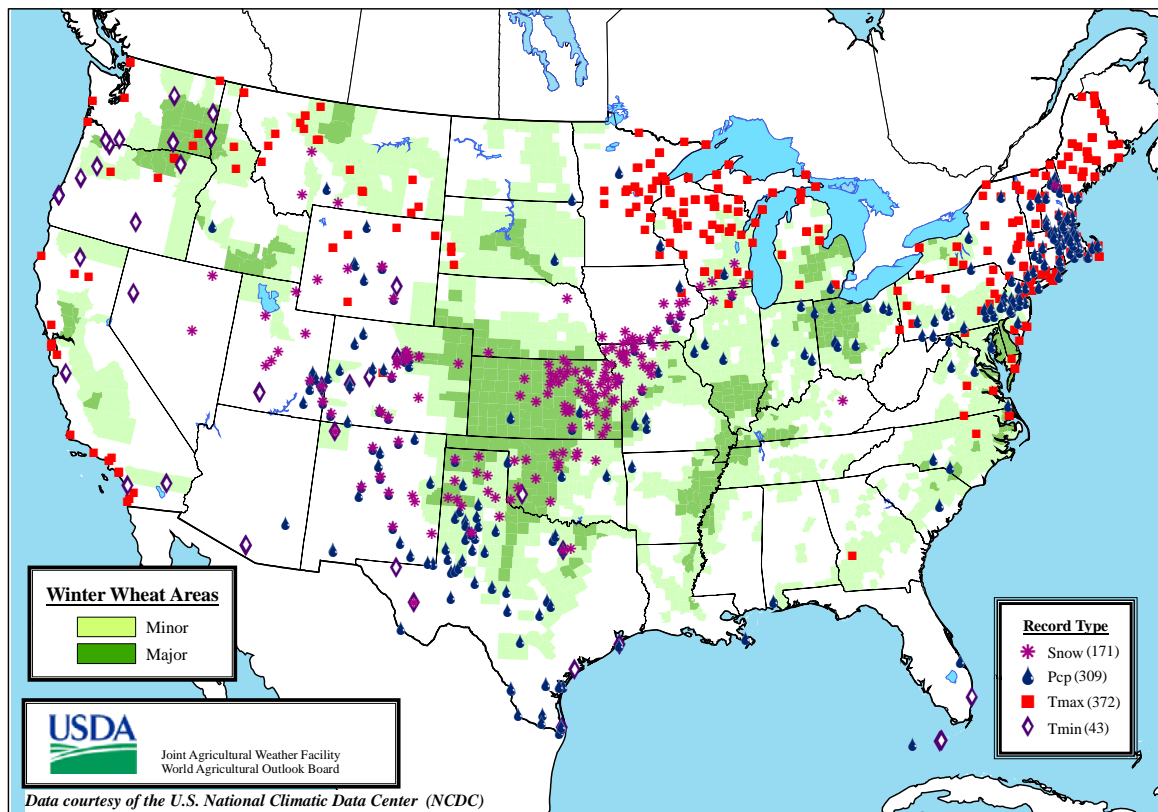 Winter Wheat Areas
Minor
Major
Record Type
Snow (171)
Pcp (309)
Tmax (372)
Tmin (43)
USDA
Joint Agricultural Weather Facility
World Agricultural Outlook Board
Data courtesy of the U.S. National Climatic Data Center (NCDC)